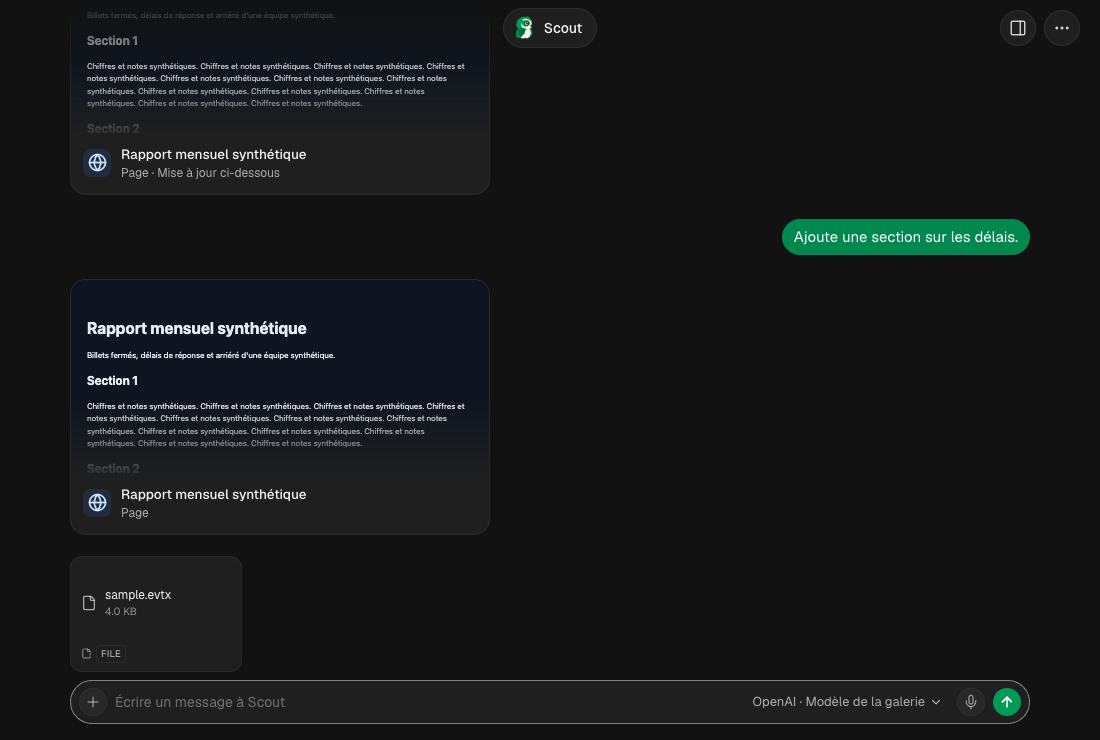 Billets fermés, délais de réponse et arriéré d'une équipe synthétique.
Section 1
Chiffres et notes synthétiques. Chiffres et notes synthétiques. Chiffres et notes synthétiques. Chiffres et
notes synthétiques. Chiffres et notes synthétiques. Chiffres et notes synthétiques. Chiffres et notes
synthétiques. Chiffres et notes synthétiques. Chiffres et notes synthétiques. Chiffres et notes
synthétiques. Chiffres et notes synthétiques. Chiffres et notes synthétiques.
Section 2
Rapport mensuel synthétique
Page · Mise à jour ci-dessous
Scout
Ajoute une section sur les délais.
Rapport mensuel synthétique
Billets fermés, délais de réponse et arriéré d'une équipe synthétique.
Section 1
Chiffres et notes synthétiques. Chiffres et notes synthétiques. Chiffres et notes synthétiques. Chiffres et
notes synthétiques. Chiffres et notes synthétiques. Chiffres et notes synthétiques. Chiffres et notes
synthétiques. Chiffres et notes synthétiques. Chiffres et notes synthétiques. Chiffres et notes
synthétiques. Chiffres et notes synthétiques. Chiffres et notes synthétiques.
Section 2
Rapport mensuel synthétique
Page
sample.evtx
4.0 KB
FILE
Écrire un message à Scout
OpenAI · Modèle de la galerie